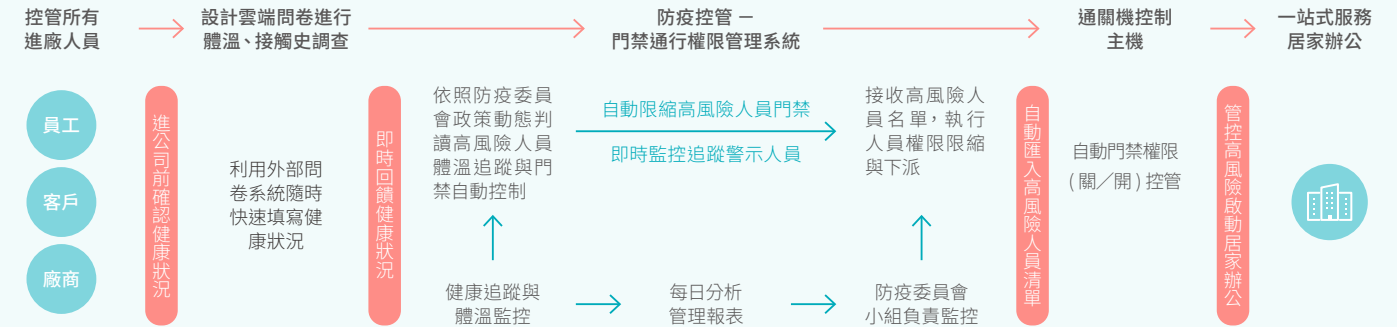 控管所有
進廠人員
設計雲端問卷進行
體溫、接觸史調查
防疫控管 –
門禁通行權限管理系統
通關機控制
主機
一站式服務
居家辦公
員工
客戶
廠商
進公司前確認健康狀況
利用外部問
卷系統隨時
快速填寫健
康狀況
即時回饋健康狀況
依照防疫委員
會政策動態判
讀高風險人員
體溫追蹤與門
禁自動控制
自動限縮高風險人員門禁
即時監控追蹤警示人員
接收高風險人
員名單，執行
人員權限限縮
與下派
健康追蹤與
體溫監控
每日分析
管理報表
防疫委員會
小組負責監控
自動匯入高風險人員清單
自動門禁權限
( 關／開 ) 控管
管控高風險啟動居家辦公